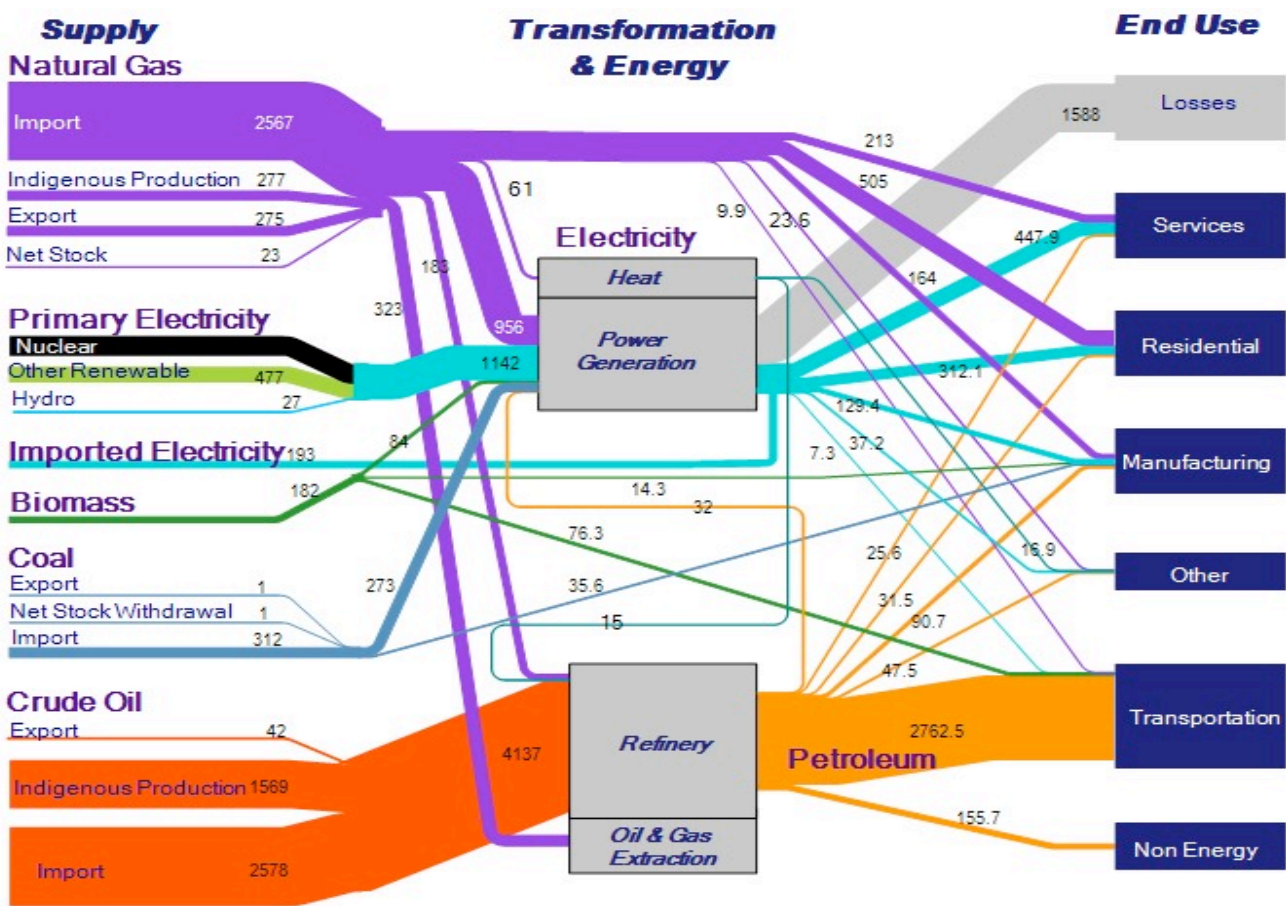 Supply
Transformation
& Energy
End Use
Natural Gas
Import 2567
Indigenous Production 277
Export 275
Net Stock 23
61
183
323
956
9.9
23.6
213
505
1588
Losses
Services
Residential
Manufacturing
Other
Transportation
Non Energy
Electricity
Heat
Power
Generation
447.9
164
312.1
129.4
37.2
7.3
Primary Electricity
Nuclear
Other Renewable 477
Hydro 27
1142
Imported Electricity 193
84
Biomass
182
14.3
32
76.3
Coal
Export 1
Net Stock Withdrawal 1
Import 312
273
35.6
15
25.6
16.9
31.5
90.7
47.5
Crude Oil
Export 42
Indigenous Production 1569
Import 2578
4137
Refinery
Oil & Gas
Extraction
Petroleum
2762.5
155.7